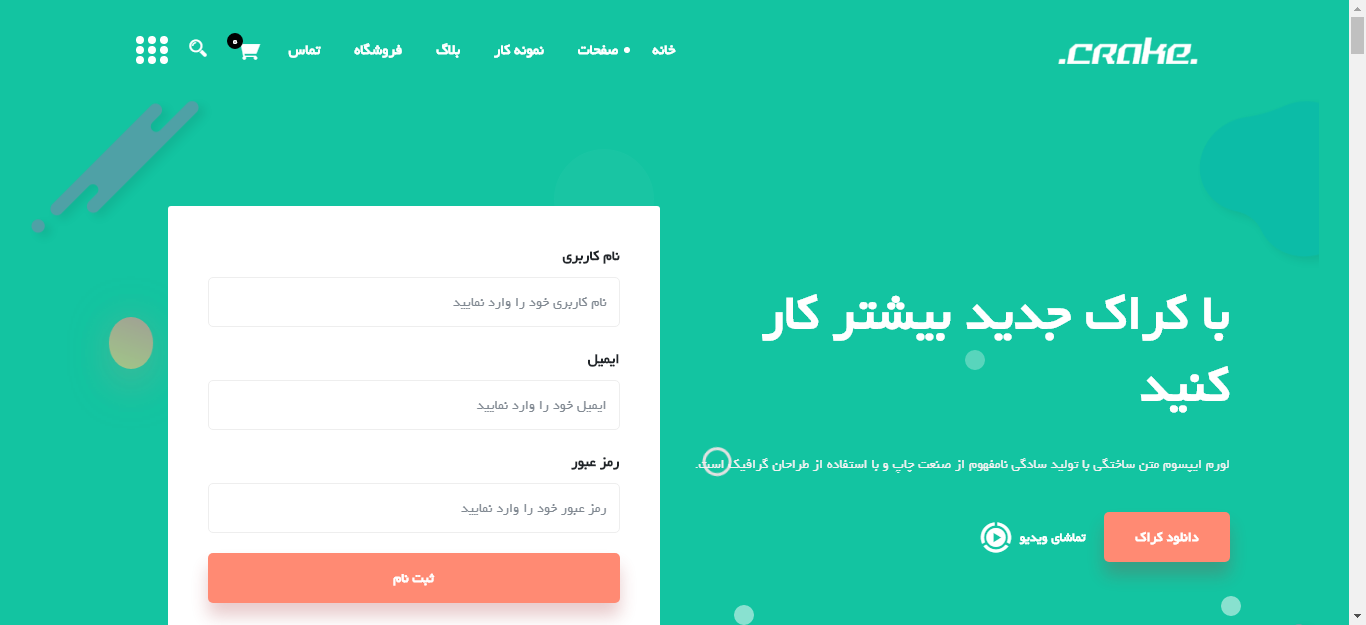 .crake.
خانه
صفحات
نمونه کار
بلاگ
فروشگاه
تماس
۰
با کراک جدید بیشتر کار
کنید
لورم ایپسوم متن ساختگی با تولید سادگی نامفهوم از صنعت چاپ و با استفاده از طراحان گرافیک است.
دانلود کراک
تماشای ویدیو
نام کاربری
نام کاربری خود را وارد نمایید
ایمیل
ایمیل خود را وارد نمایید
رمز عبور
رمز عبور خود را وارد نمایید
ثبت نام